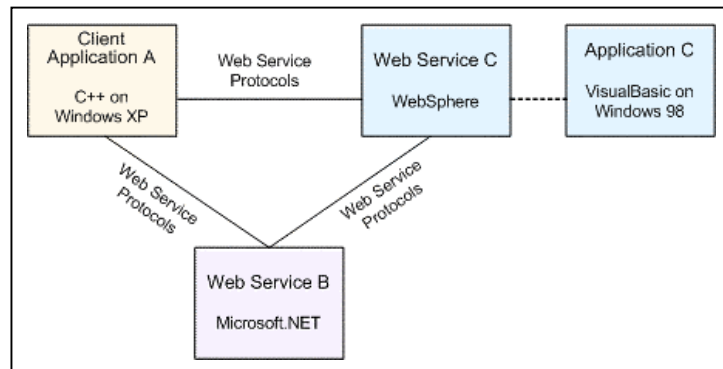 Client
Application A
C++ on
Windows XP
Web Service
Protocols
Web Service C
WebSphere
Application C
VisualBasic on
Windows 98
Web Service
Protocols
Web Service
Protocols
Web Service B
Microsoft.NET